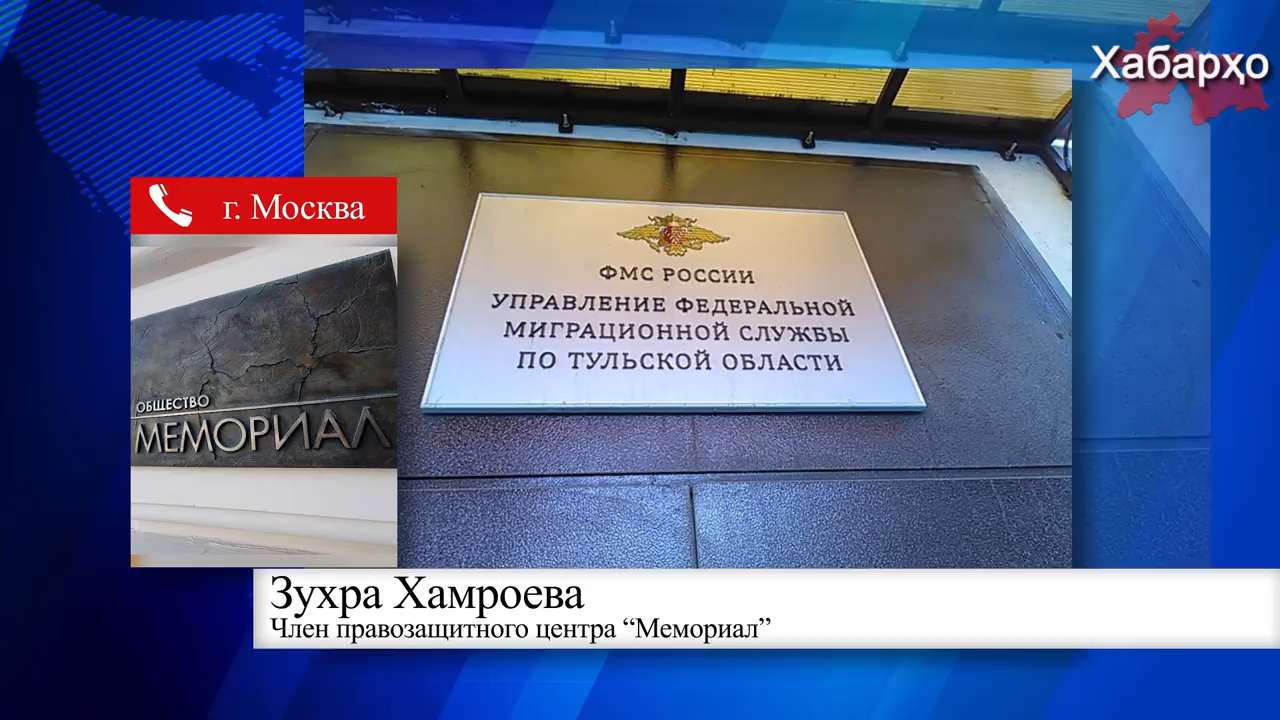 Хабарҳо
г. Москва
ФМС РОССИИ
УПРАВЛЕНИЕ ФЕДЕРАЛЬНОЙ
МИГРАЦИОННОЙ СЛУЖБЫ
ПО ТУЛЬСКОЙ ОБЛАСТИ
ОБЩЕСТВО
МЕМОРИАЛ
Зухра Хамроева
Член правозащитного центра “Мемориал”